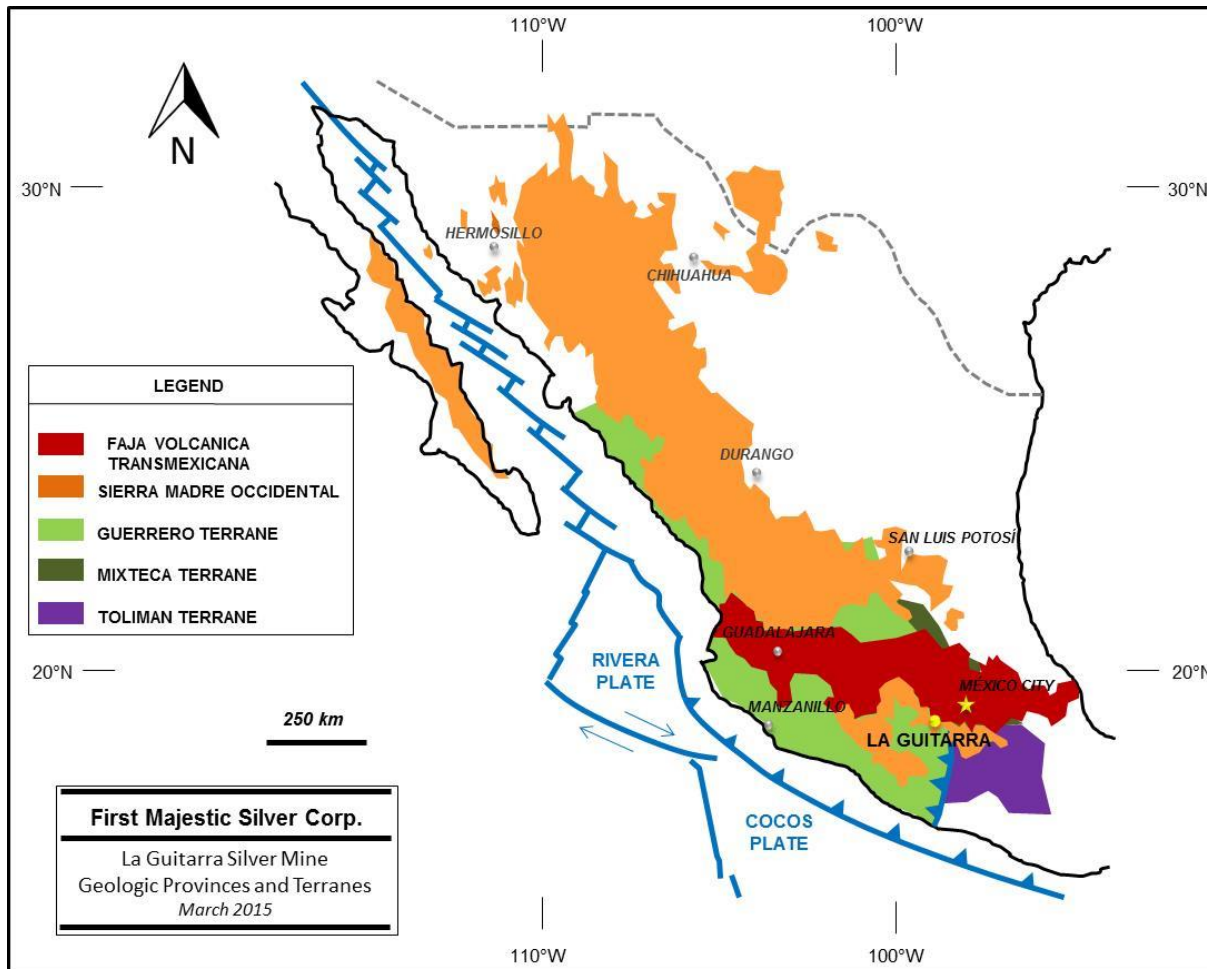 110°W
100°W
N
30°N
30°N
HERMOSILLO
CHIHUAHUA
LEGEND
FAJA VOLCANICA
TRANSMEXICANA
SIERRA MADRE OCCIDENTAL
GUERRERO TERRANE
MIXTECA TERRANE
TOLIMAN TERRANE
DURANGO
SAN LUIS POTOSÍ
GUADALAJARA
20°N
20°N
RIVERA
PLATE
MÉXICO CITY
MANZANILLO
250 km
LA GUITARRA
COCOS
PLATE
First Majestic Silver Corp.
La Guitarra Silver Mine
Geologic Provinces and Terranes
March 2015
110°W
100°W